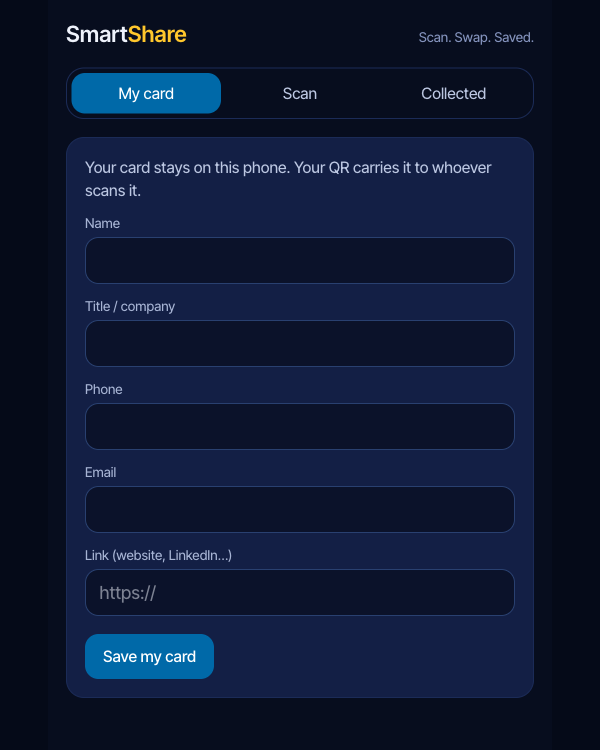 SmartShare
Scan. Swap. Saved.
My card
Scan
Collected
Your card stays on this phone. Your QR carries it to whoever
scans it.
Name
Title / company
Phone
Email
Link (website, LinkedIn...)
https://
Save my card